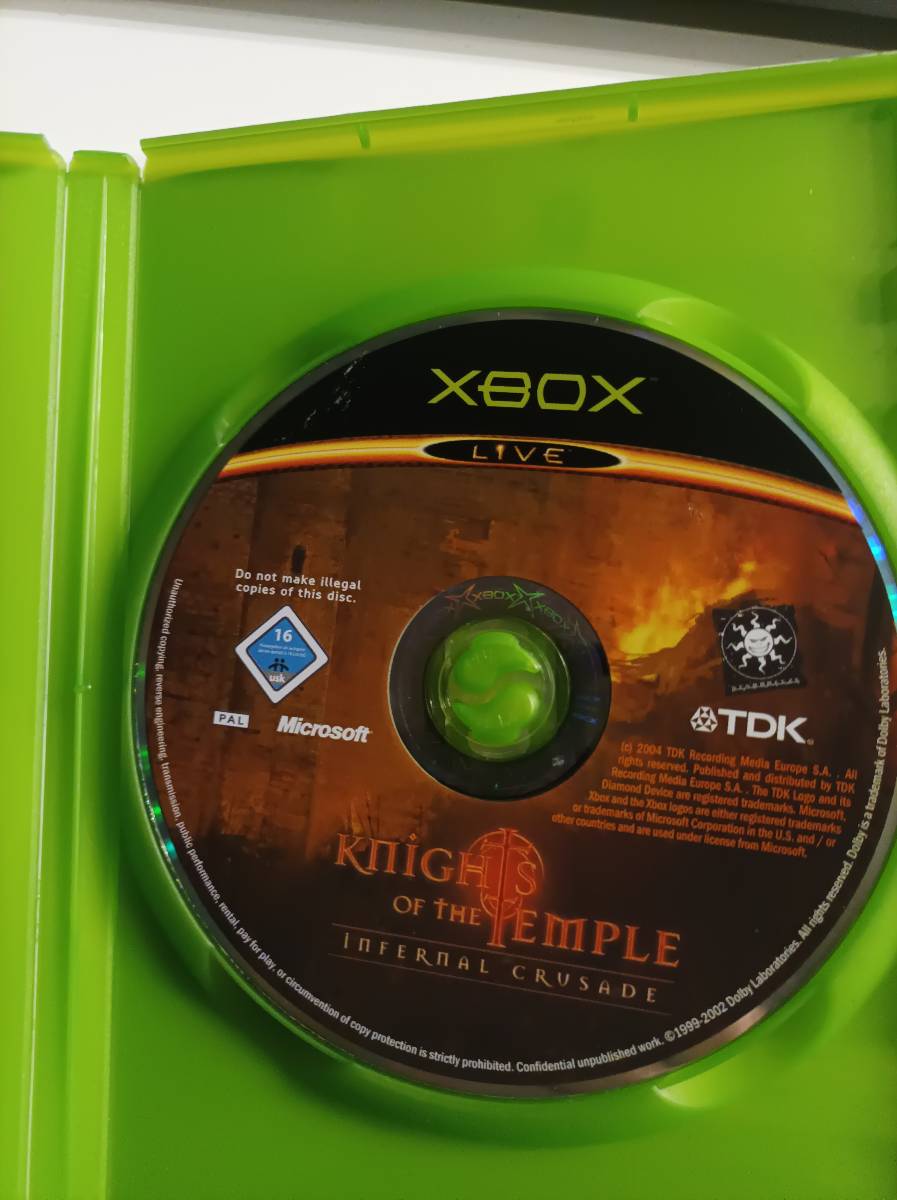 XBOX™
LIVE
Do not make illegal
copies of this disc.
16
usk
PAL
Microsoft
XBOX
TDK
(c) 2004 TDK Recording Media Europe S.A. . All
rights reserved. Published and distributed by TDK
Recording Media Europe S.A. . The TDK Logo and its
Diamond Device are registered trademarks. Microsoft,
Xbox and the Xbox logos are either registered trademarks
or trademarks of Microsoft Corporation in the U.S. and / or
other countries and are used under license from Microsoft.
KNIGHTS
OF THE TEMPLE
INFERNAL CRUSADE
Unauthorized copying, reverse engineering, transmission, public performance, rental, pay for play, or circumvention of copy protection is strictly prohibited. Confidential unpublished work. ©1999-2002 Dolby Laboratories. All rights reserved. Dolby is a trademark of Dolby Laboratories.